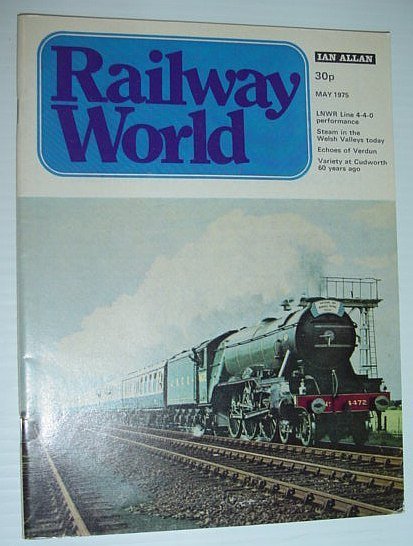 Railway
World
IAN ALLAN
30p
MAY 1975
LNWR Line 4-4-0
performance
Steam in the
Welsh Valleys today
Echoes of Verdun
Variety at Cudworth
60 years ago
4472